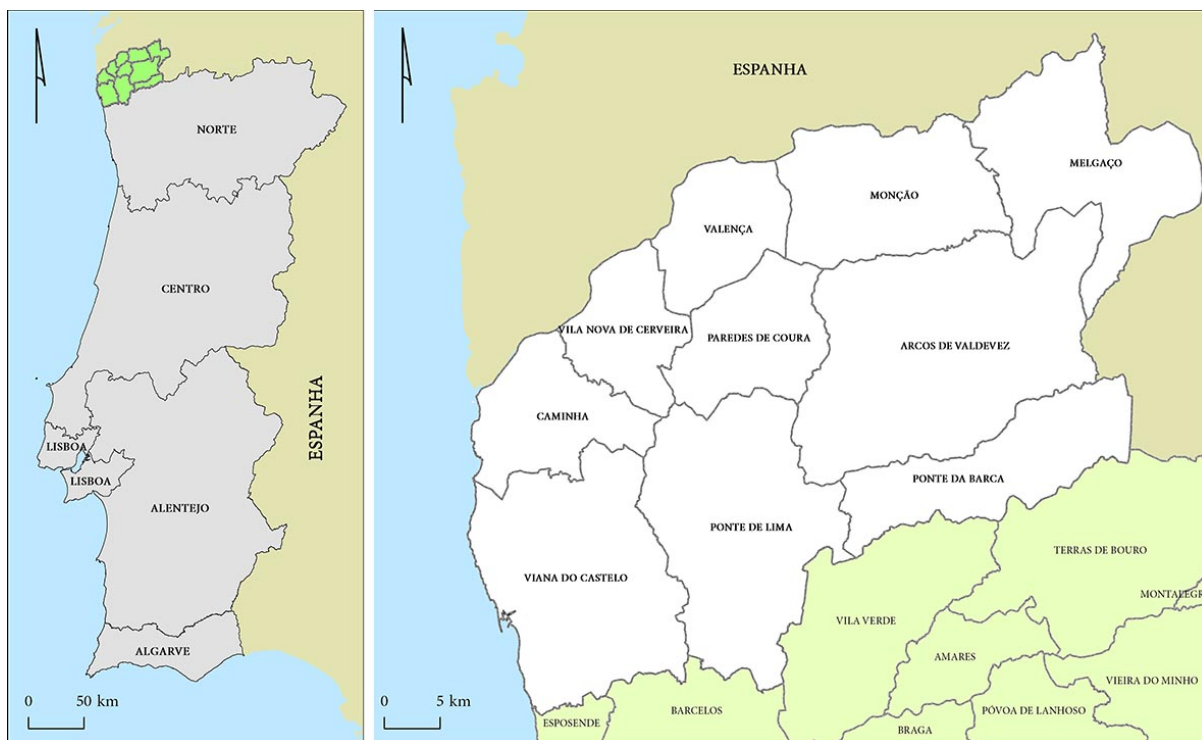 NORTE
CENTRO
ESPANHA
LISBOA
LISBOA
ALENTEJO
ALGARVE
0 50 km
ESPANHA
MELGAÇO
MONÇÃO
VALENÇA
VILA NOVA DE CERVEIRA
PAREDES DE COURA
ARCOS DE VALDEVEZ
CAMINHA
PONTE DA BARCA
PONTE DE LIMA
VIANA DO CASTELO
TERRAS DE BOURO
MONTALEGR
VILA VERDE
AMARES
VIEIRA DO MINHO
BARCELOS
PÓVOA DE LANHOSO
ESPOSENDE
BRAGA
0 5 km